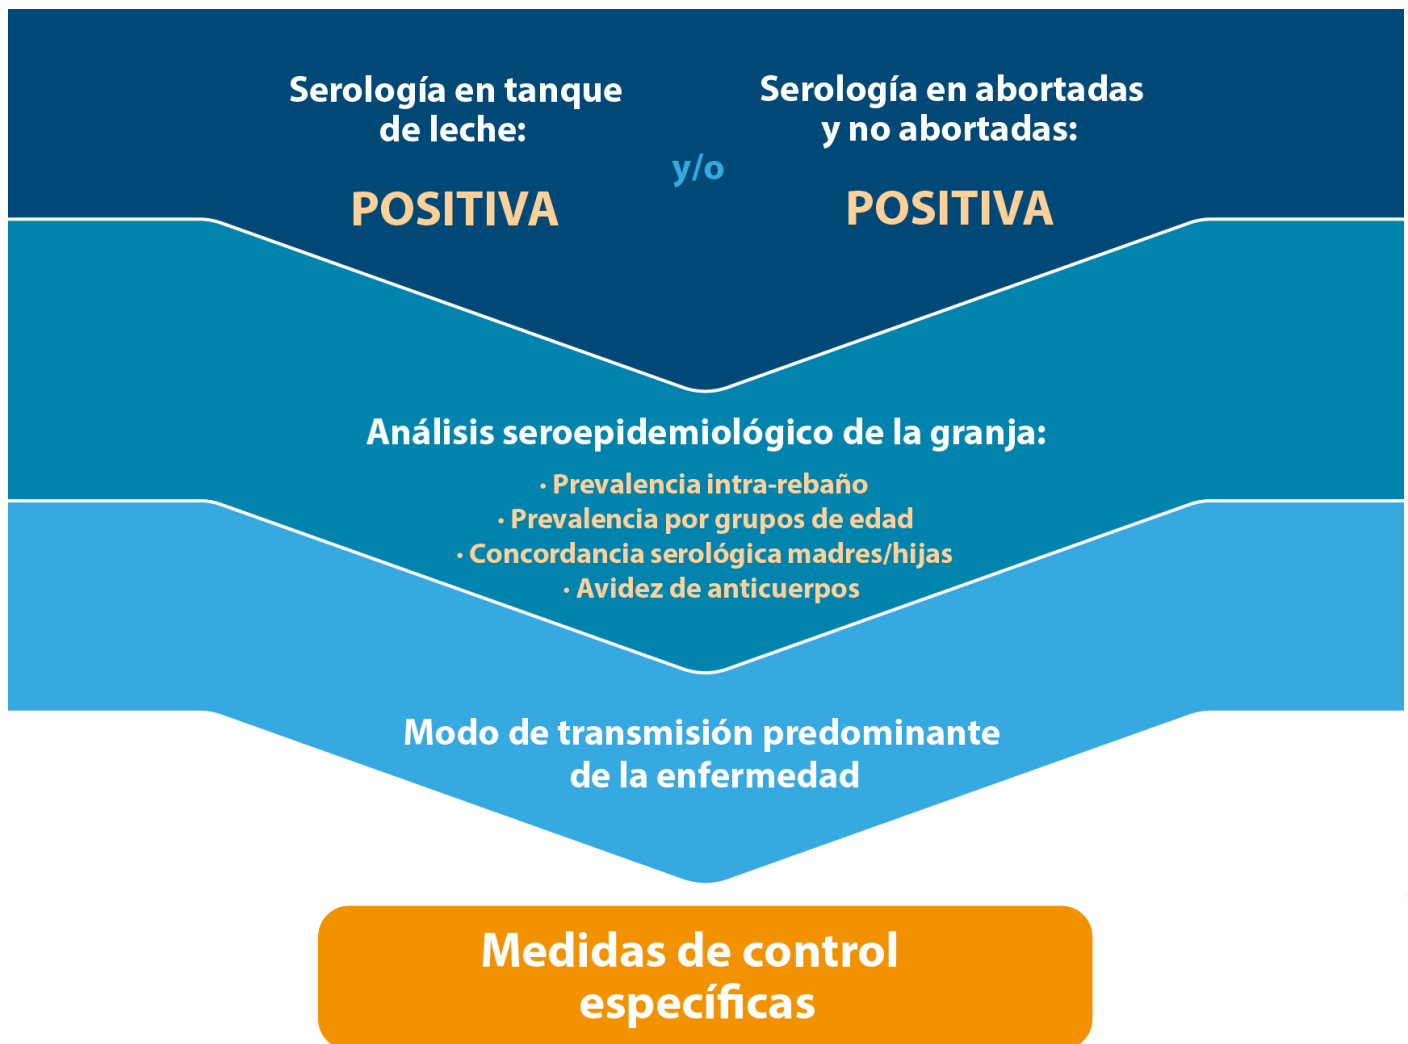 Serología en tanque
de leche:
POSITIVA
y/o
Serología en abortadas
y no abortadas:
POSITIVA
Análisis seroepidemiológico de la granja:
· Prevalencia intra-rebaño
· Prevalencia por grupos de edad
· Concordancia serológica madres/hijas
· Avidez de anticuerpos
Modo de transmisión predominante
de la enfermedad
Medidas de control
específicas